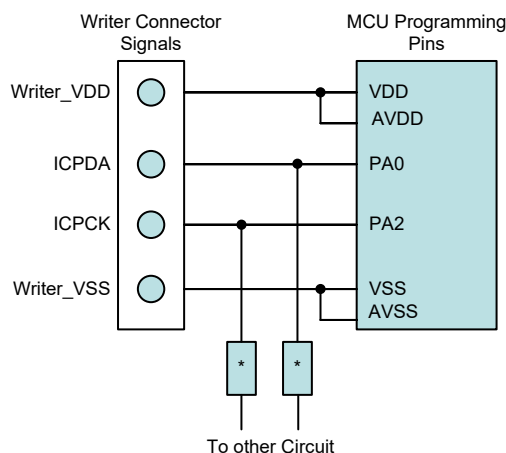 Writer Connector
Signals
MCU Programming
Pins
Writer_VDD
VDD
AVDD
ICPDA
PA0
ICPCK
PA2
Writer_VSS
VSS
AVSS
* *
To other Circuit